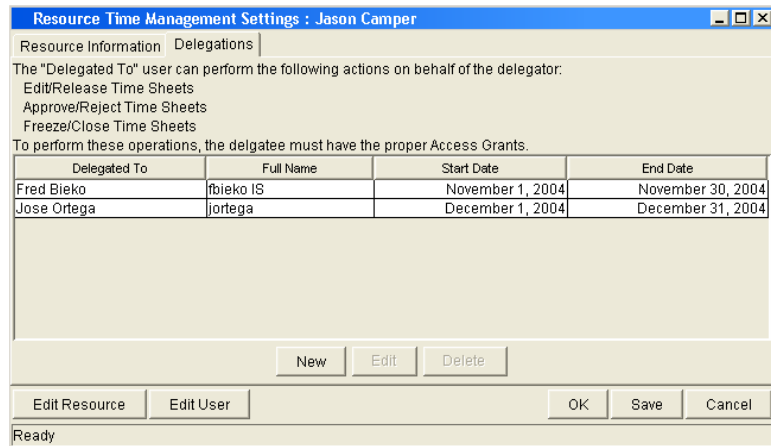 Resource Time Management Settings : Jason Camper
Resource Information Delegations
The "Delegated To" user can perform the following actions on behalf of the delegator:
Edit/Release Time Sheets
Approve/Reject Time Sheets
Freeze/Close Time Sheets
To perform these operations, the delgatee must have the proper Access Grants.
Delegated To Full Name Start Date End Date
Fred Bieko fbieko IS November 1, 2004 November 30, 2004
Jose Ortega jortega December 1, 2004 December 31, 2004
New Edit Delete
Edit Resource Edit User OK Save Cancel
Ready